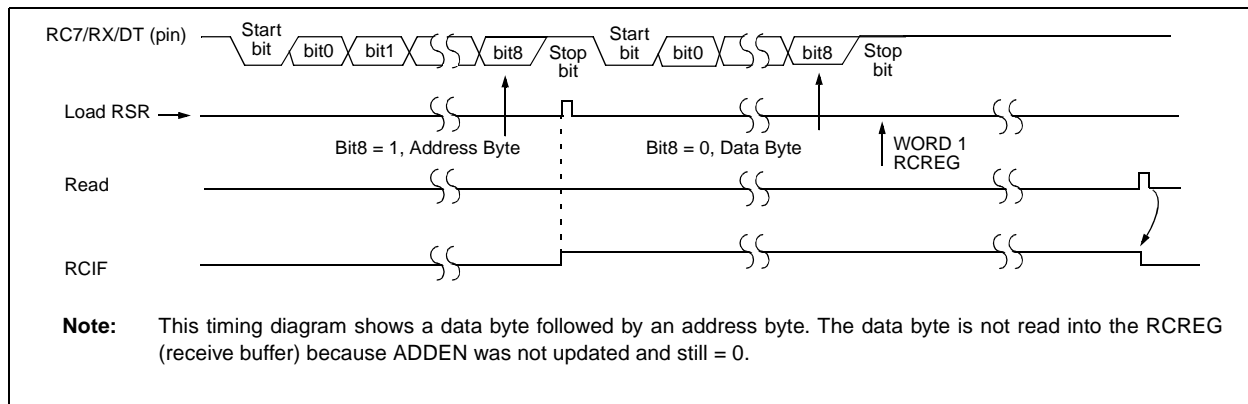 RC7/RX/DT (pin)
Start
bit
bit0
bit1
bit8
Stop
bit
Start
bit
bit0
bit8
Stop
bit
Load RSR
Bit8 = 1, Address Byte
Bit8 = 0, Data Byte
WORD 1
RCREG
Read
RCIF
Note: This timing diagram shows a data byte followed by an address byte. The data byte is not read into the RCREG
(receive buffer) because ADDEN was not updated and still = 0.